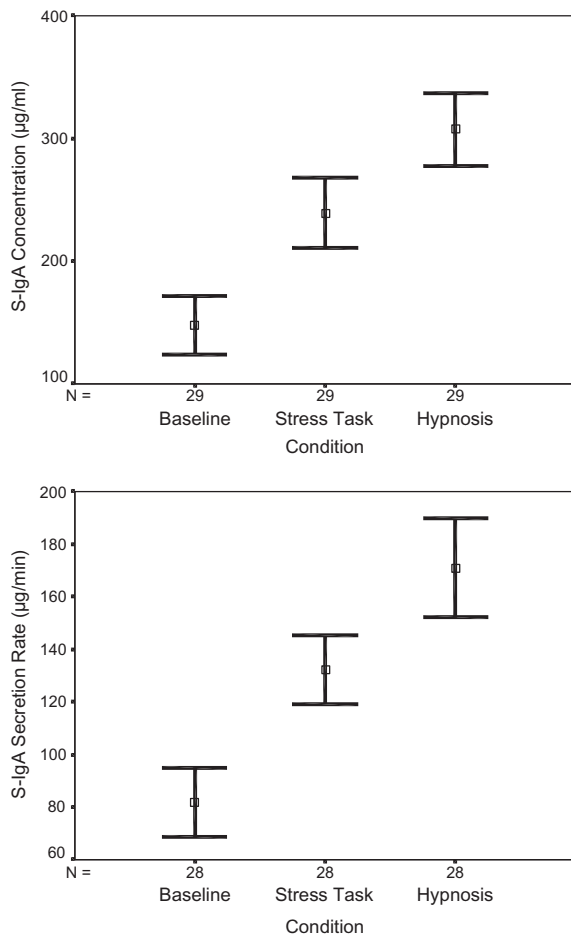 400
S-IgA Concentration (µg/ml)
300
200
100
N = 29 29 29
Baseline Stress Task Hypnosis
Condition
200
S-IgA Secretion Rate (µg/min)
180
160
140
120
100
80
60
N = 28 28 28
Baseline Stress Task Hypnosis
Condition